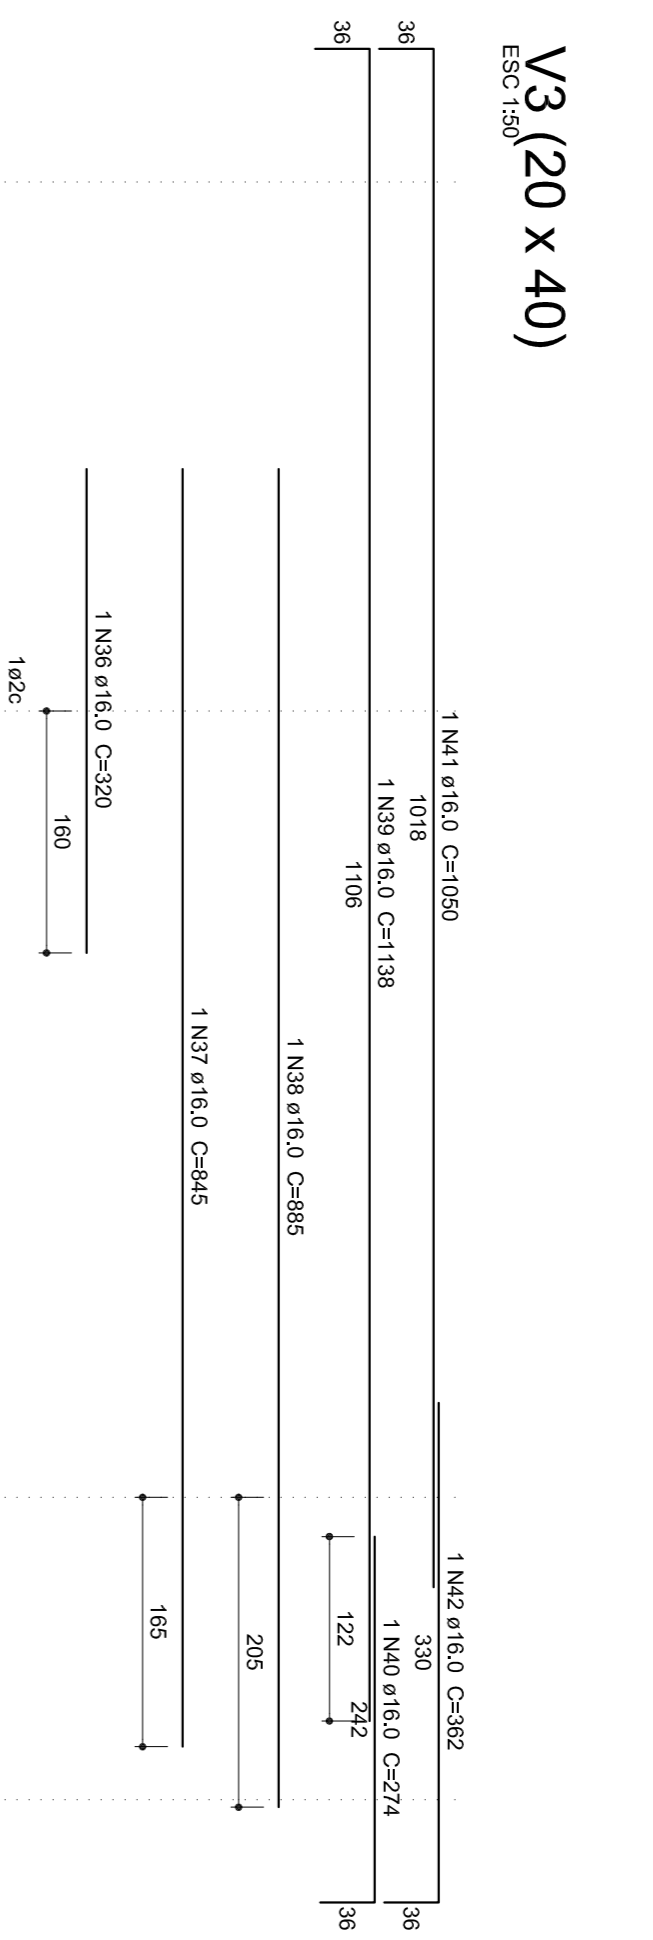 V3 (20 x 40)
ESC 1:50
1 N41 ø16.0 C=1050
1 N42 ø16.0 C=362
36
1018
330
36
1 N39 ø16.0 C=1138
1 N40 ø16.0 C=274
36
1106
242
36
122
1 N38 ø16.0 C=885
205
1 N37 ø16.0 C=845
165
1 N36 ø16.0 C=320
160
1ø2c